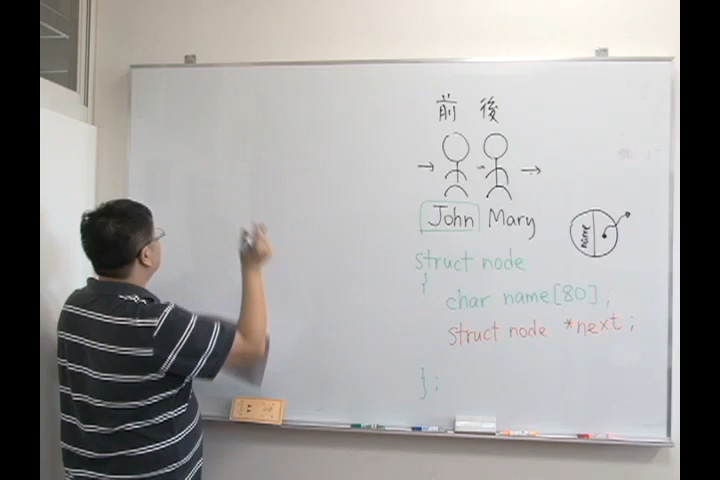 前 後
John Mary
name
struct node
{
char name[80],
struct node *next;
};